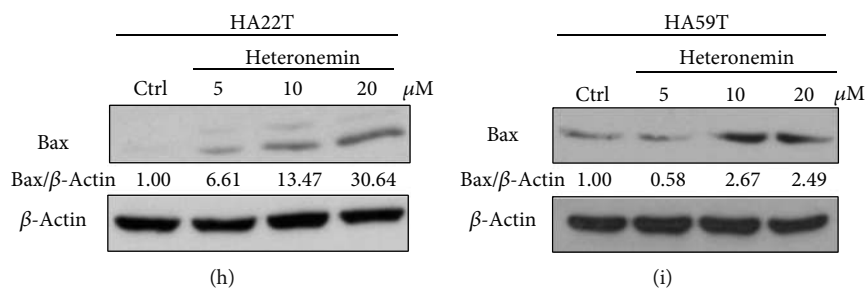 HA22T
Heteronemin
Ctrl 5 10 20 μM
Bax
Bax/β-Actin 1.00 6.61 13.47 30.64
β-Actin
(h)
HA59T
Heteronemin
Ctrl 5 10 20 μM
Bax
Bax/β-Actin 1.00 0.58 2.67 2.49
β-Actin
(i)